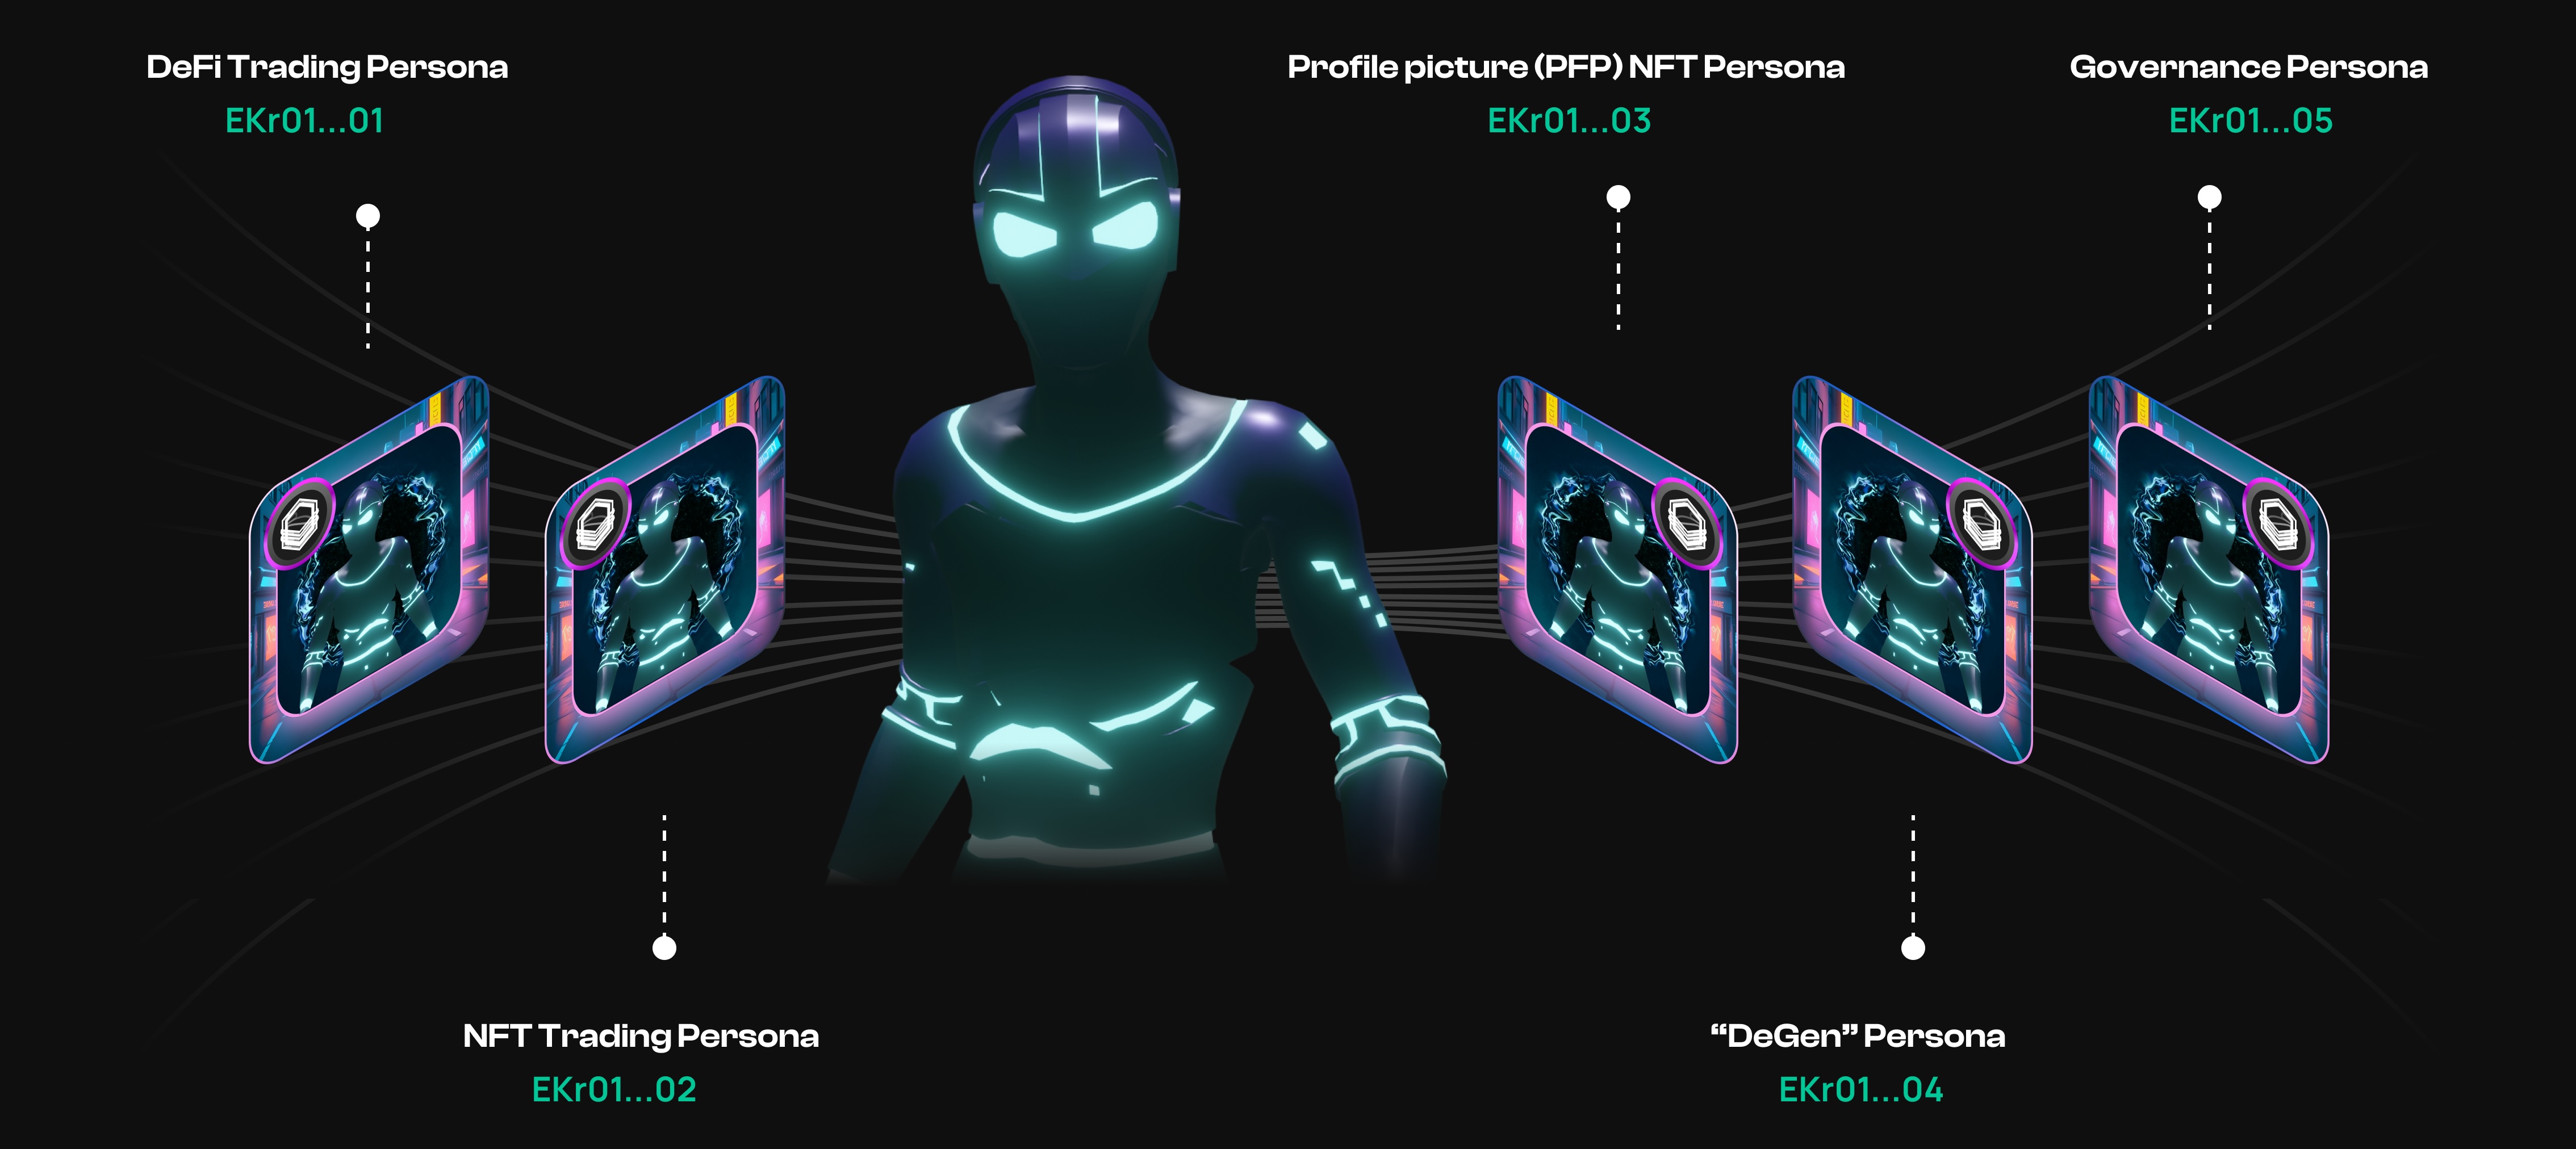 DeFi Trading Persona
EKr01...01
Profile picture (PFP) NFT Persona
EKr01...03
Governance Persona
EKr01...05
NFT Trading Persona
EKr01...02
“DeGen” Persona
EKr01...04